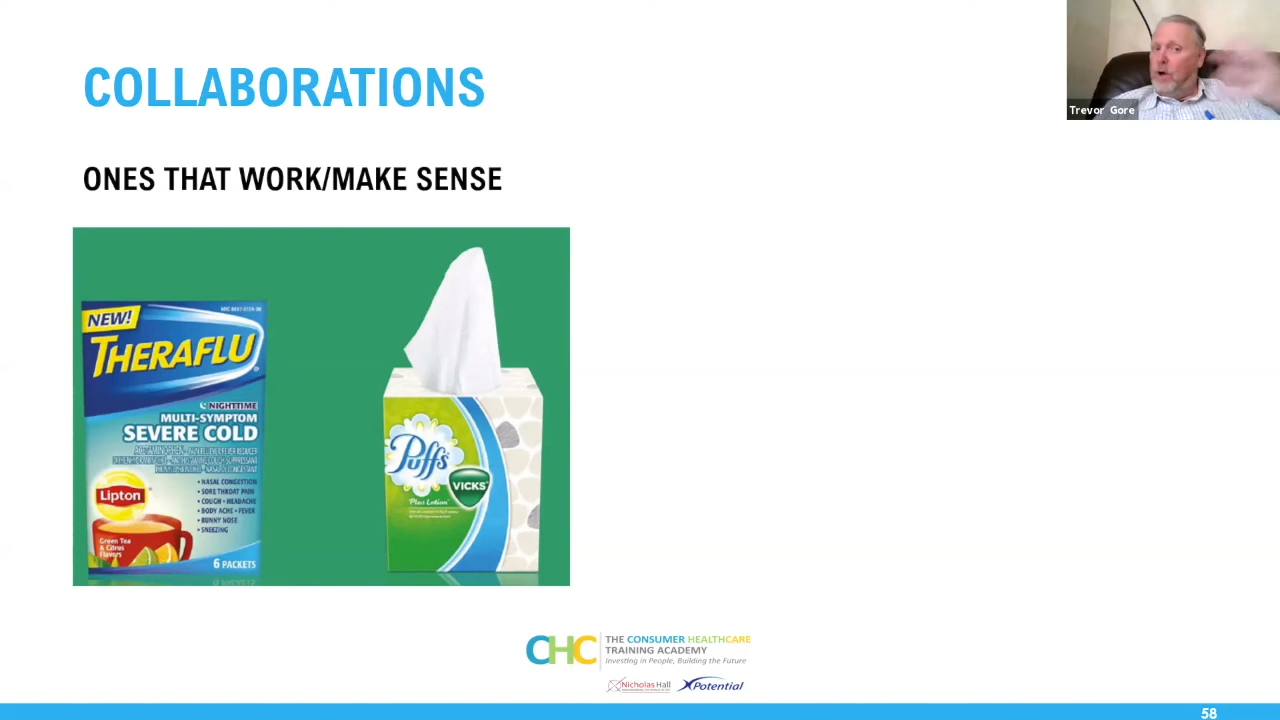 COLLABORATIONS
Trevor Gore
ONES THAT WORK/MAKE SENSE
NEW!
THERAFLU
NIGHTTIME
MULTI-SYMPTOM
SEVERE COLD
Lipton
• NASAL CONGESTION
• SORE THROAT PAIN
• COUGH • HEADACHE
• BODY ACHE • FEVER
• RUNNY NOSE
• SNEEZING
Green Tea
& Citrus
Flavors
6 PACKETS
Puffs
VICKS
Plus Lotion
CHC THE CONSUMER HEALTHCARE
TRAINING ACADEMY
Investing in People, Building the Future
Nicholas Hall
XPotential
58